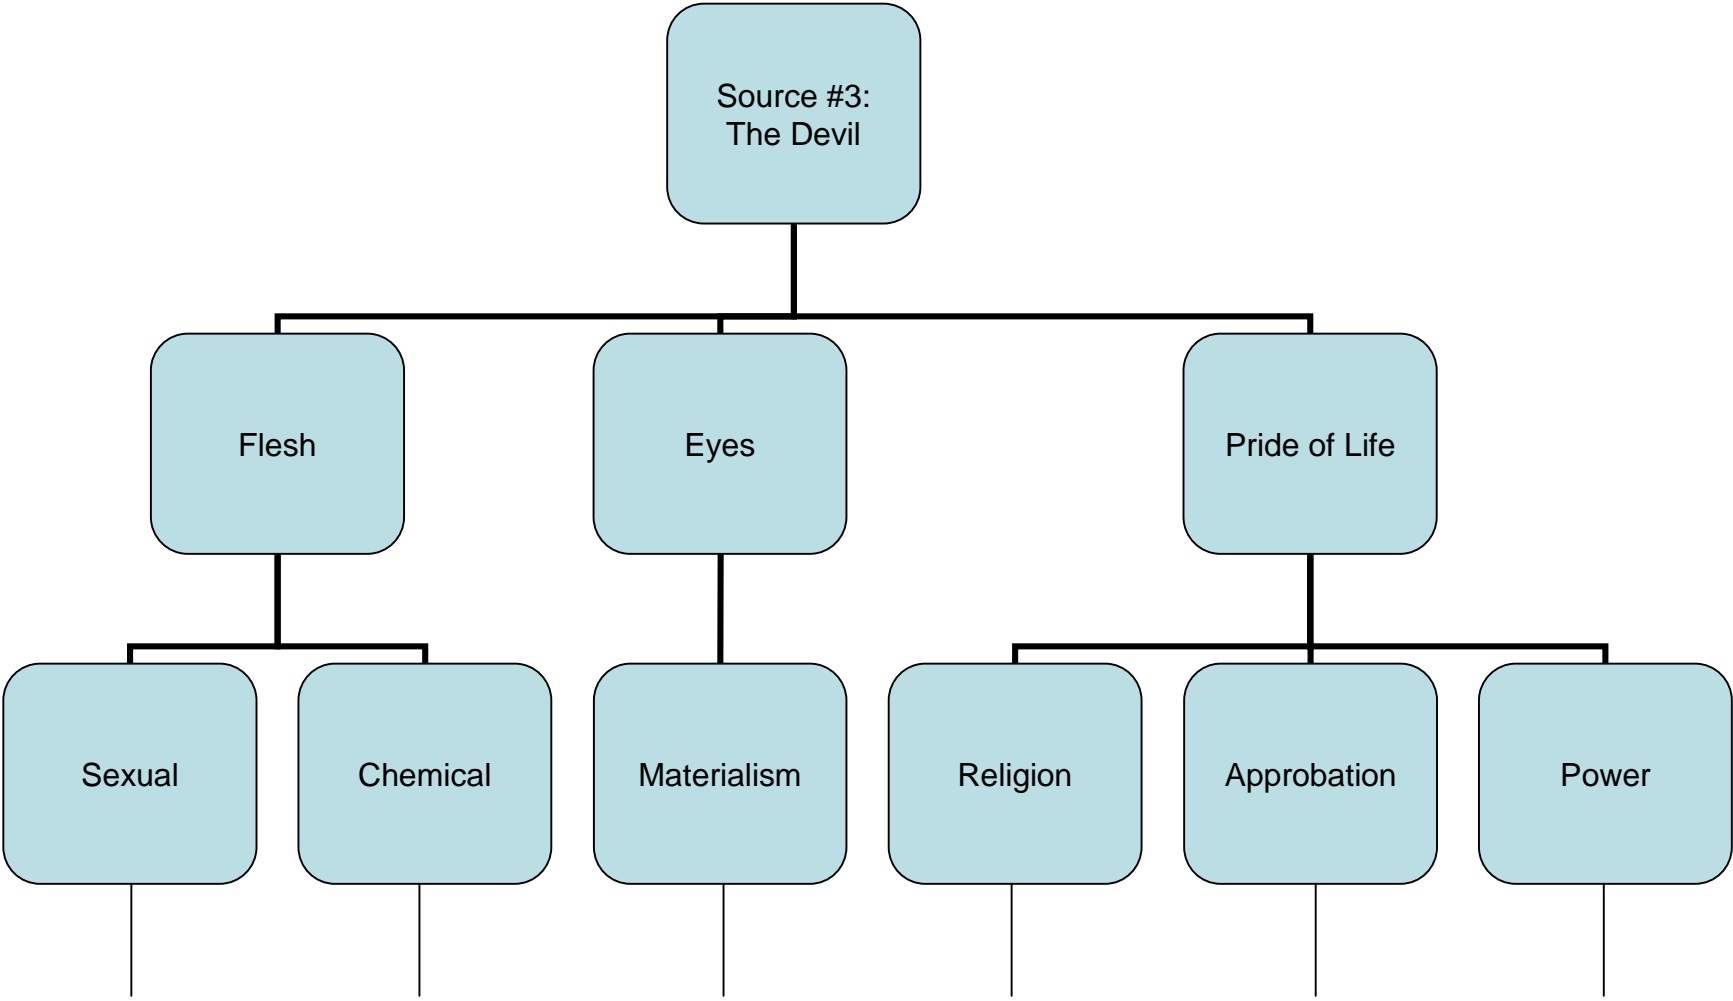 Source #3:
The Devil
Flesh
Eyes
Pride of Life
Sexual
Chemical
Materialism
Religion
Approbation
Power